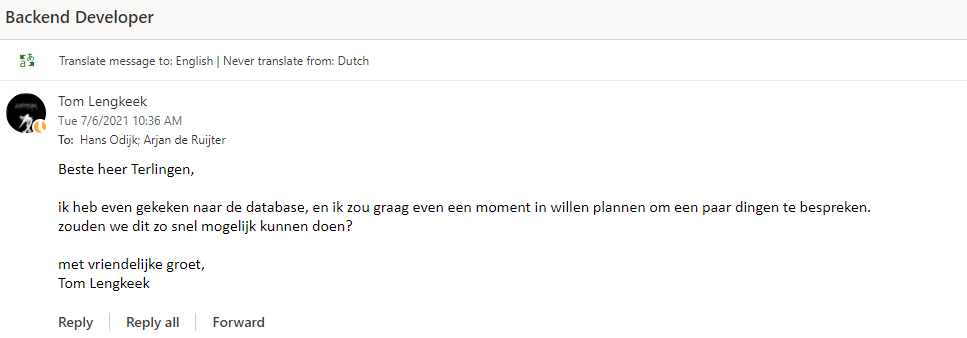 Backend Developer
Translate message to: English | Never translate from: Dutch
Tom Lengkeek
Tue 7/6/2021 10:36 AM
To: Hans Odijk; Arjan de Ruijter
Beste heer Terlingen,
ik heb even gekeken naar de database, en ik zou graag even een moment in willen plannen om een paar dingen te bespreken.
zouden we dit zo snel mogelijk kunnen doen?
met vriendelijke groet,
Tom Lengkeek
Reply Reply all Forward